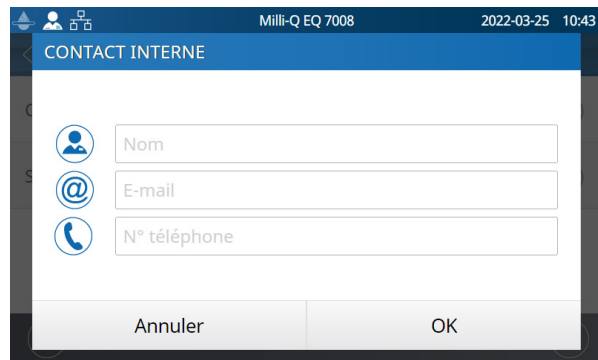 Milli-Q EQ 7008 2022-03-25 10:43
CONTACT INTERNE
Nom
@ E-mail
N° téléphone
Annuler OK